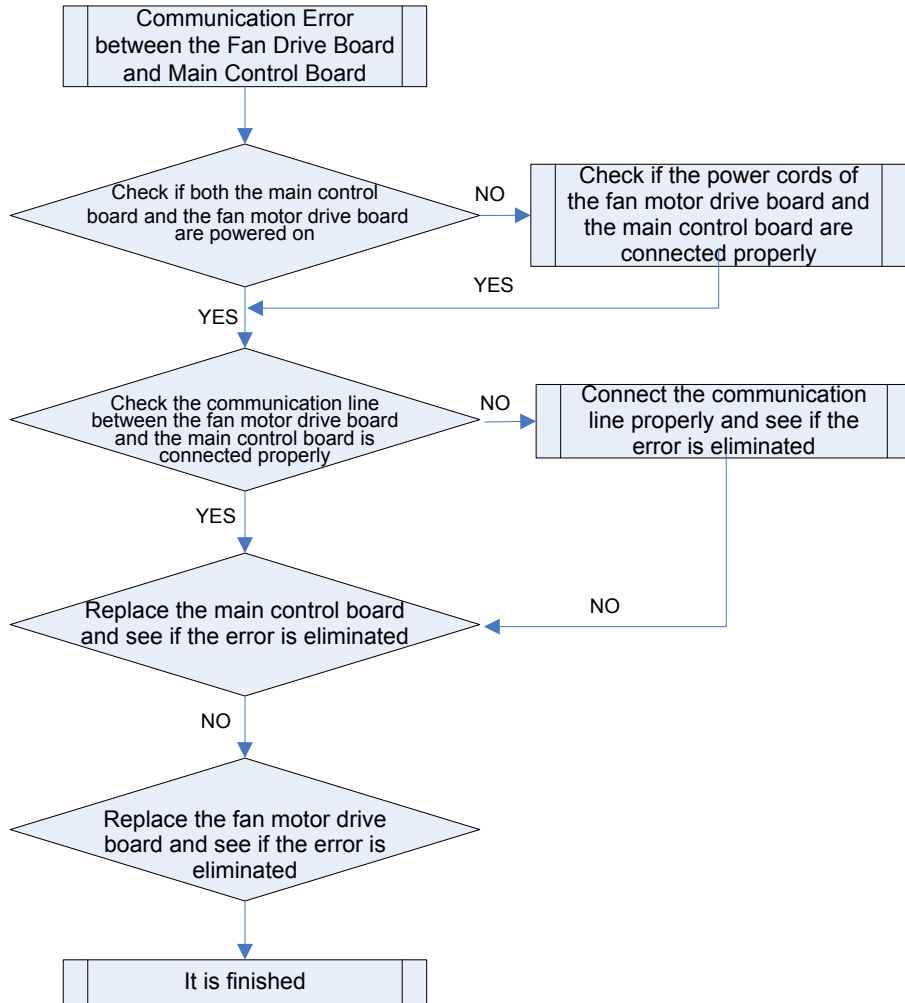 Communication Error
between the Fan Drive Board
and Main Control Board
Check if both the main control
board and the fan motor drive board
are powered on
NO
Check if the power cords of
the fan motor drive board and
the main control board are
connected properly
YES
YES
Check the communication line
between the fan motor drive board
and the main control board is
connected properly
NO
Connect the communication
line properly and see if the
error is eliminated
YES
Replace the main control board
and see if the error is eliminated
NO
NO
Replace the fan motor drive
board and see if the error is
eliminated
It is finished